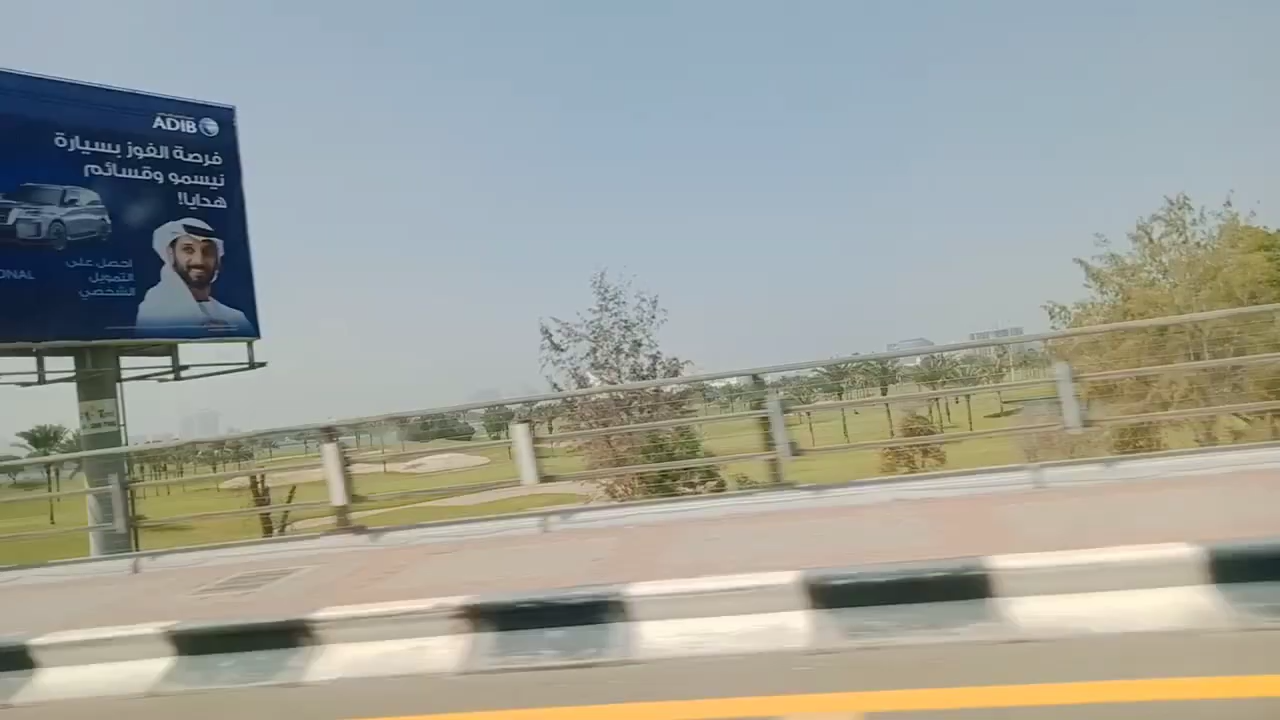 ADIB
فرصة الفوز بسيارة
نيسمو وقسائم
هدايا!
احصل على
التمويل
الشخصي
ONAL